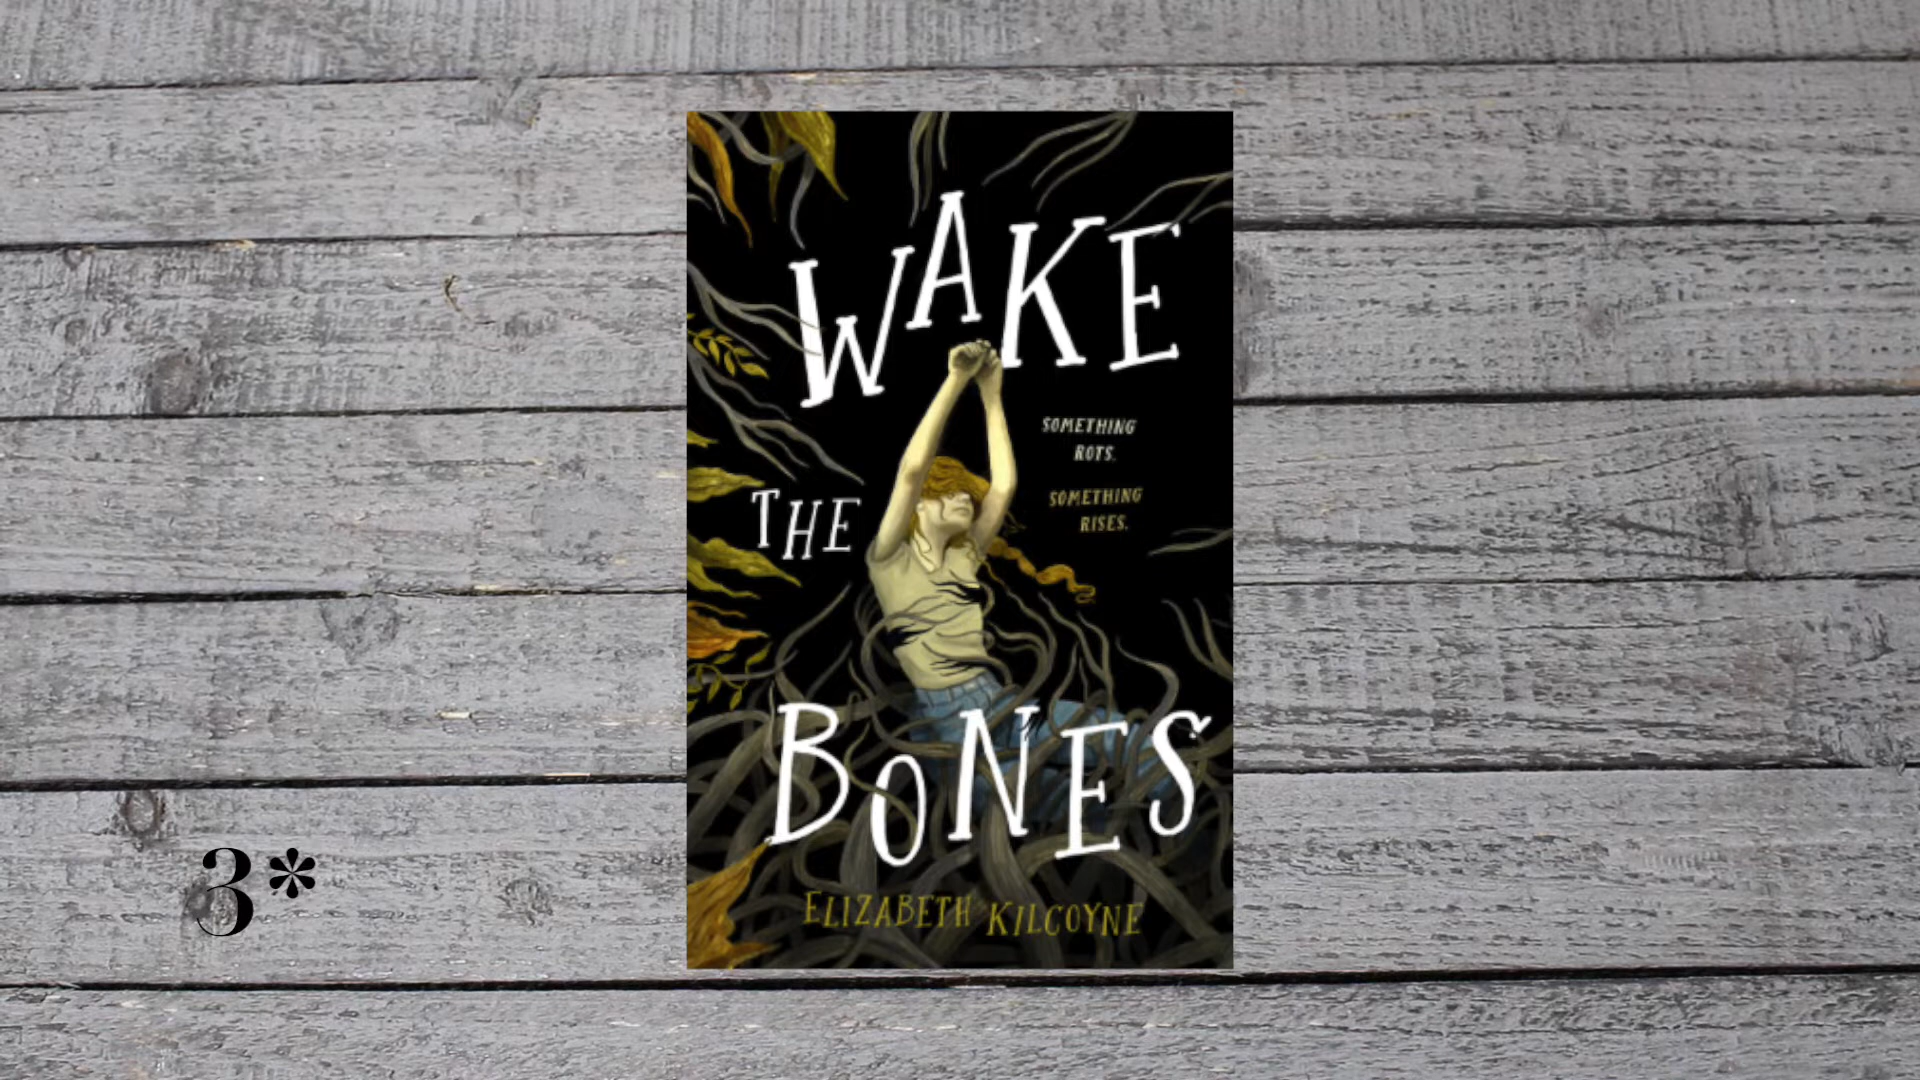 WAKE
SOMETHING
ROTS.
THE
SOMETHING
RISES.
BONES
3*
ELIZABETH KILCOYNE